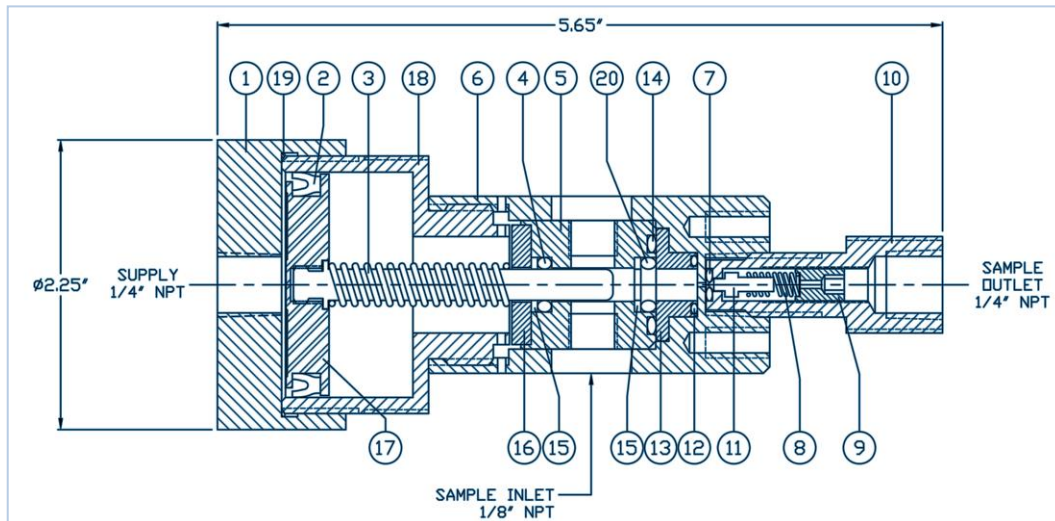 5.65"
1 19 2 3 18 6 4 5 20 14 7 10
Ø2.25"
SUPPLY
1/4" NPT
SAMPLE
OUTLET
1/4" NPT
17 16 15 15 13 12 11 8 9
SAMPLE INLET
1/8" NPT